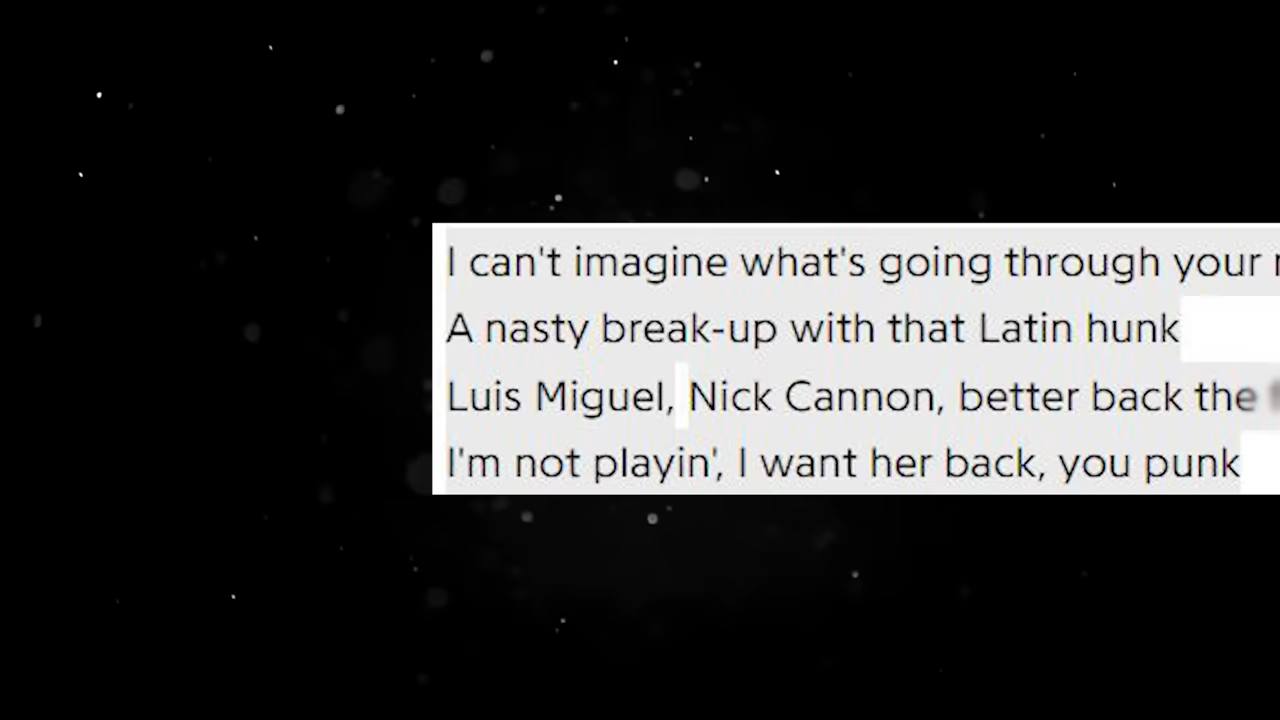 I can't imagine what's going through your
A nasty break-up with that Latin hunk
Luis Miguel, Nick Cannon, better back the
I'm not playin', I want her back, you punk